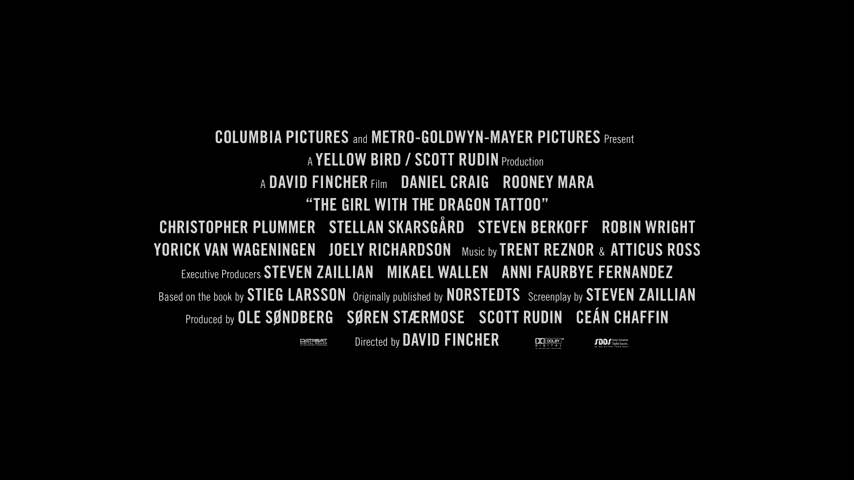 COLUMBIA PICTURES and METRO-GOLDWYN-MAYER PICTURES Present
A YELLOW BIRD / SCOTT RUDIN Production
A DAVID FINCHER Film DANIEL CRAIG ROONEY MARA
“THE GIRL WITH THE DRAGON TATTOO”
CHRISTOPHER PLUMMER STELLAN SKARSGÅRD STEVEN BERKOFF ROBIN WRIGHT
YORICK VAN WAGENINGEN JOELY RICHARDSON Music by TRENT REZNOR & ATTICUS ROSS
Executive Producers STEVEN ZAILLIAN MIKAEL WALLEN ANNI FAURBYE FERNANDEZ
Based on the book by STIEG LARSSON Originally published by NORSTEDTS Screenplay by STEVEN ZAILLIAN
Produced by OLE SØNDBERG SØREN STÆRMOSE SCOTT RUDIN CEÁN CHAFFIN
DATASAT Directed by DAVID FINCHER DOLBY DIGITAL SDDS